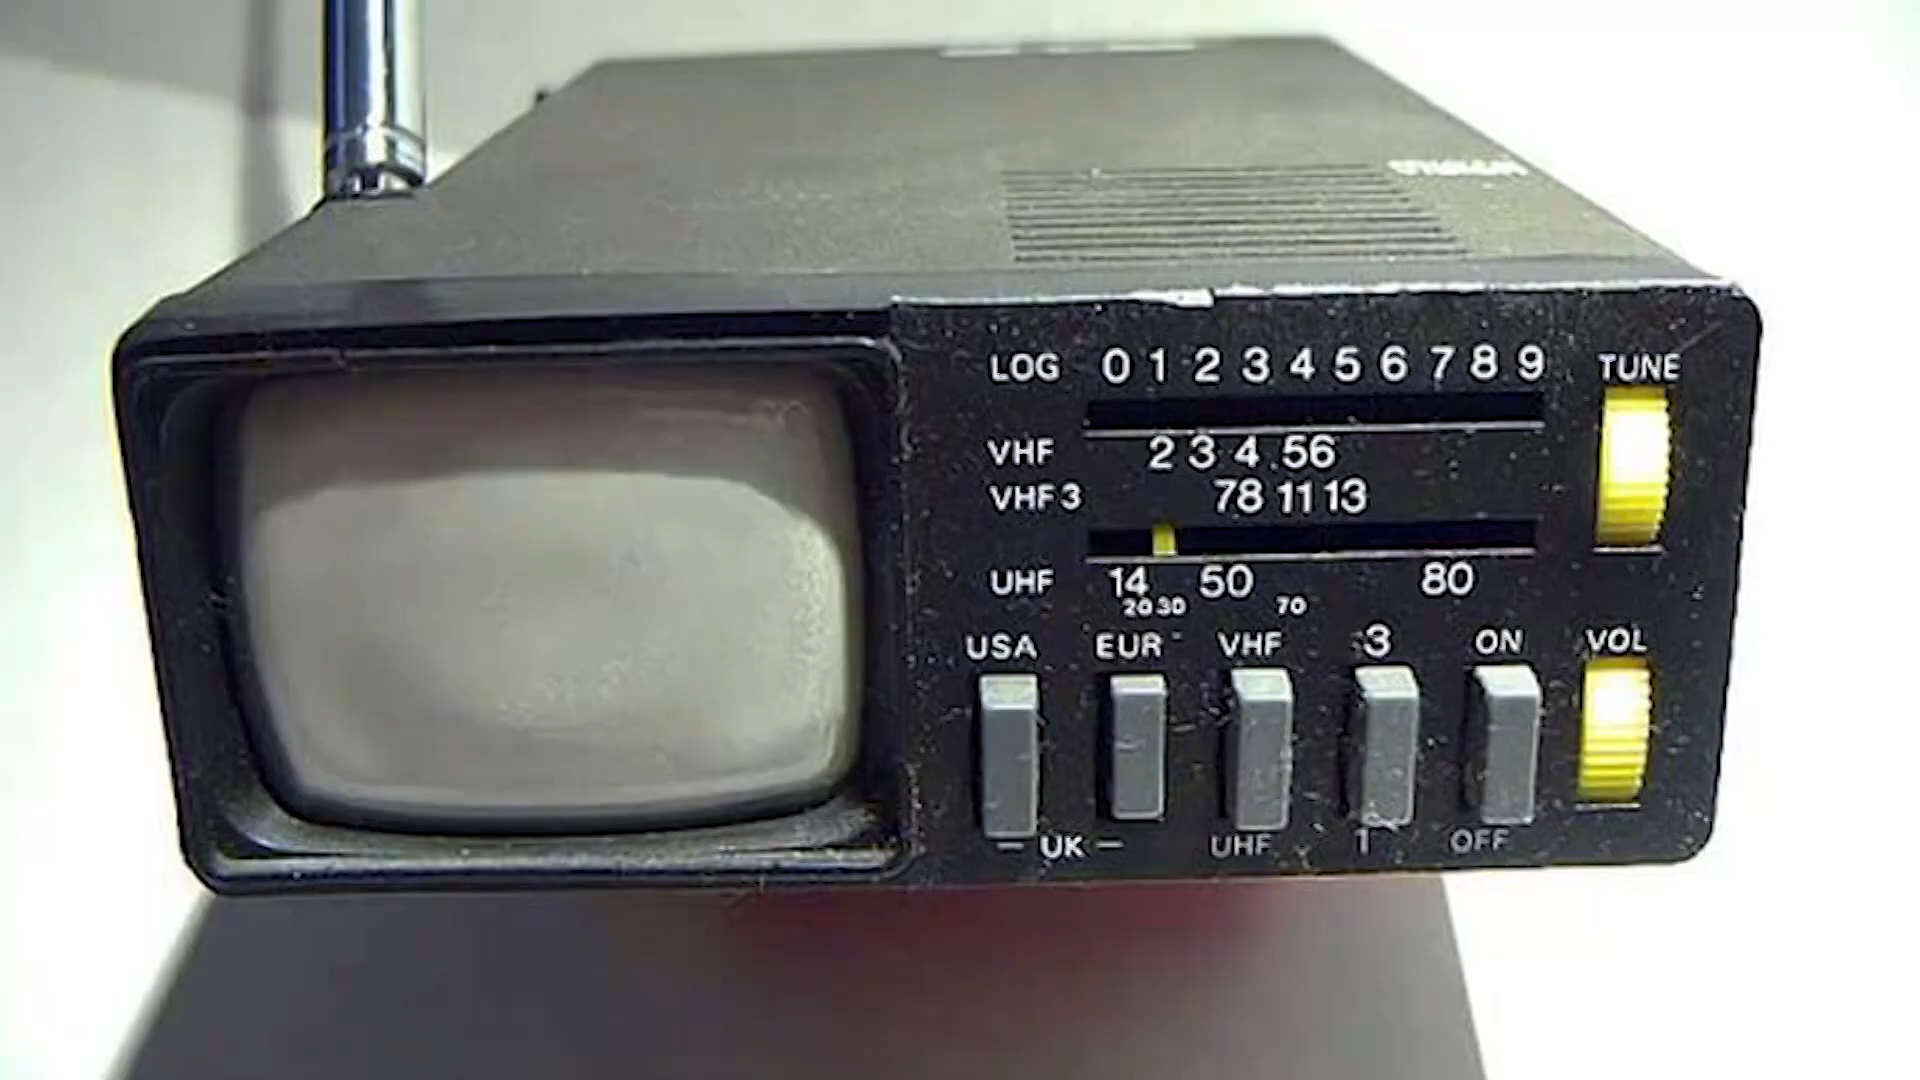 LOG 0 1 2 3 4 5 6 7 8 9 TUNE
VHF 2 3 4 .56
VHF 3 78 11 13
UHF 14 50 80
20 30 70
USA EUR VHF 3 ON VOL
- UK - UHF 1 OFF